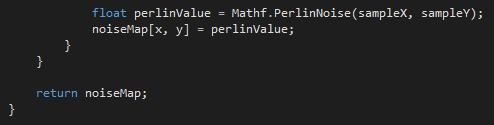 float perlinValue = Mathf.PerlinNoise(sampleX, sampleY);
noiseMap[x, y] = perlinValue;
}
}
return noiseMap;
}